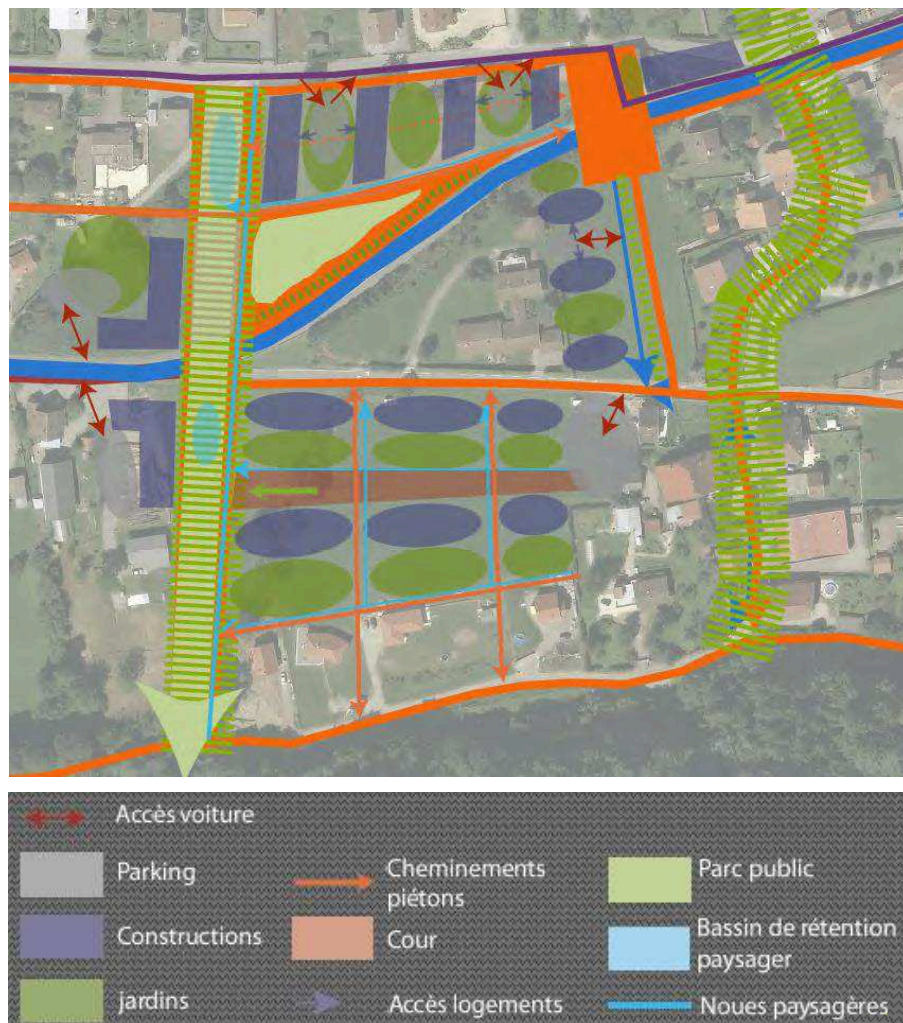 Accès voiture
Parking
Constructions
jardins
Cheminements
piétons
Cour
Accès logements
Parc public
Bassin de rétention
paysager
Noues paysagères